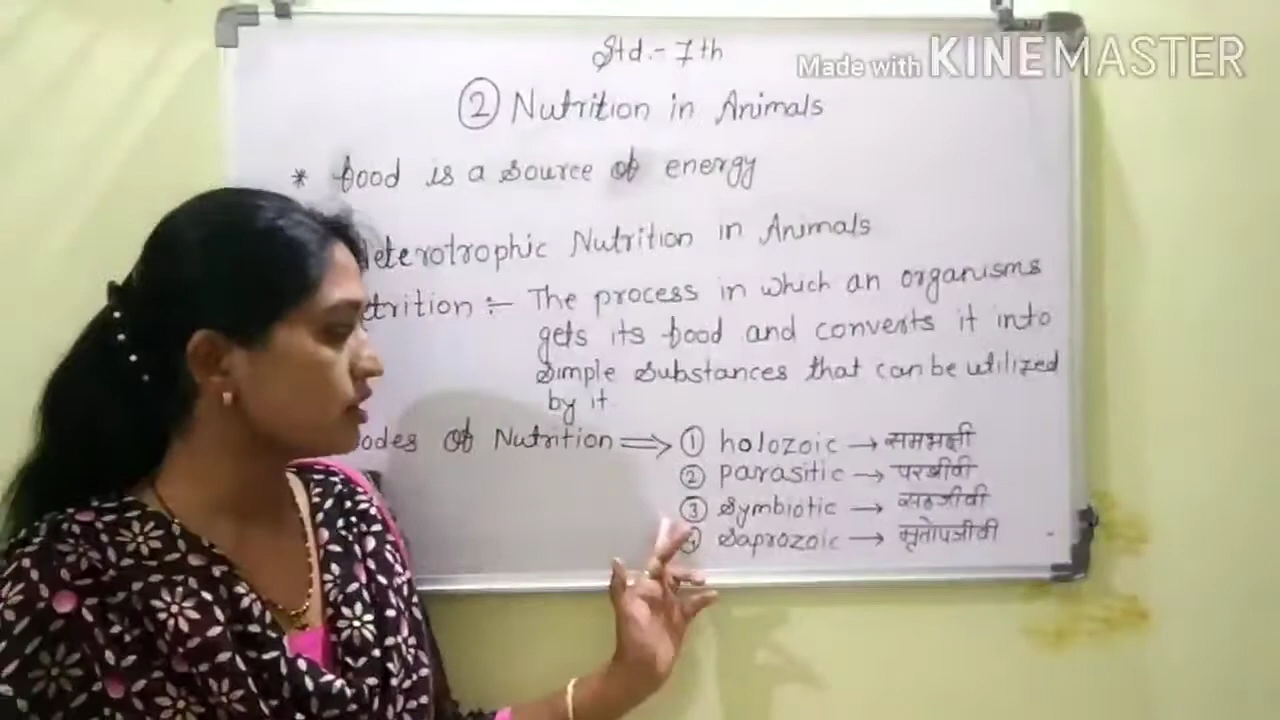 Std.- 7th
Made with KINEMASTER
② Nutrition in Animals
* food is a source of energy
Heterotrophic Nutrition in Animals
etrition :- The process in which an organisms
gets its food and converts it into
simple substances that can be utilized
by it
odes of Nutrition ⟹ ① holozoic → समभक्षी
② parasitic → परजीवी
③ Symbiotic → सहजीवी
④ Saprozoic → मृतोपजीवी